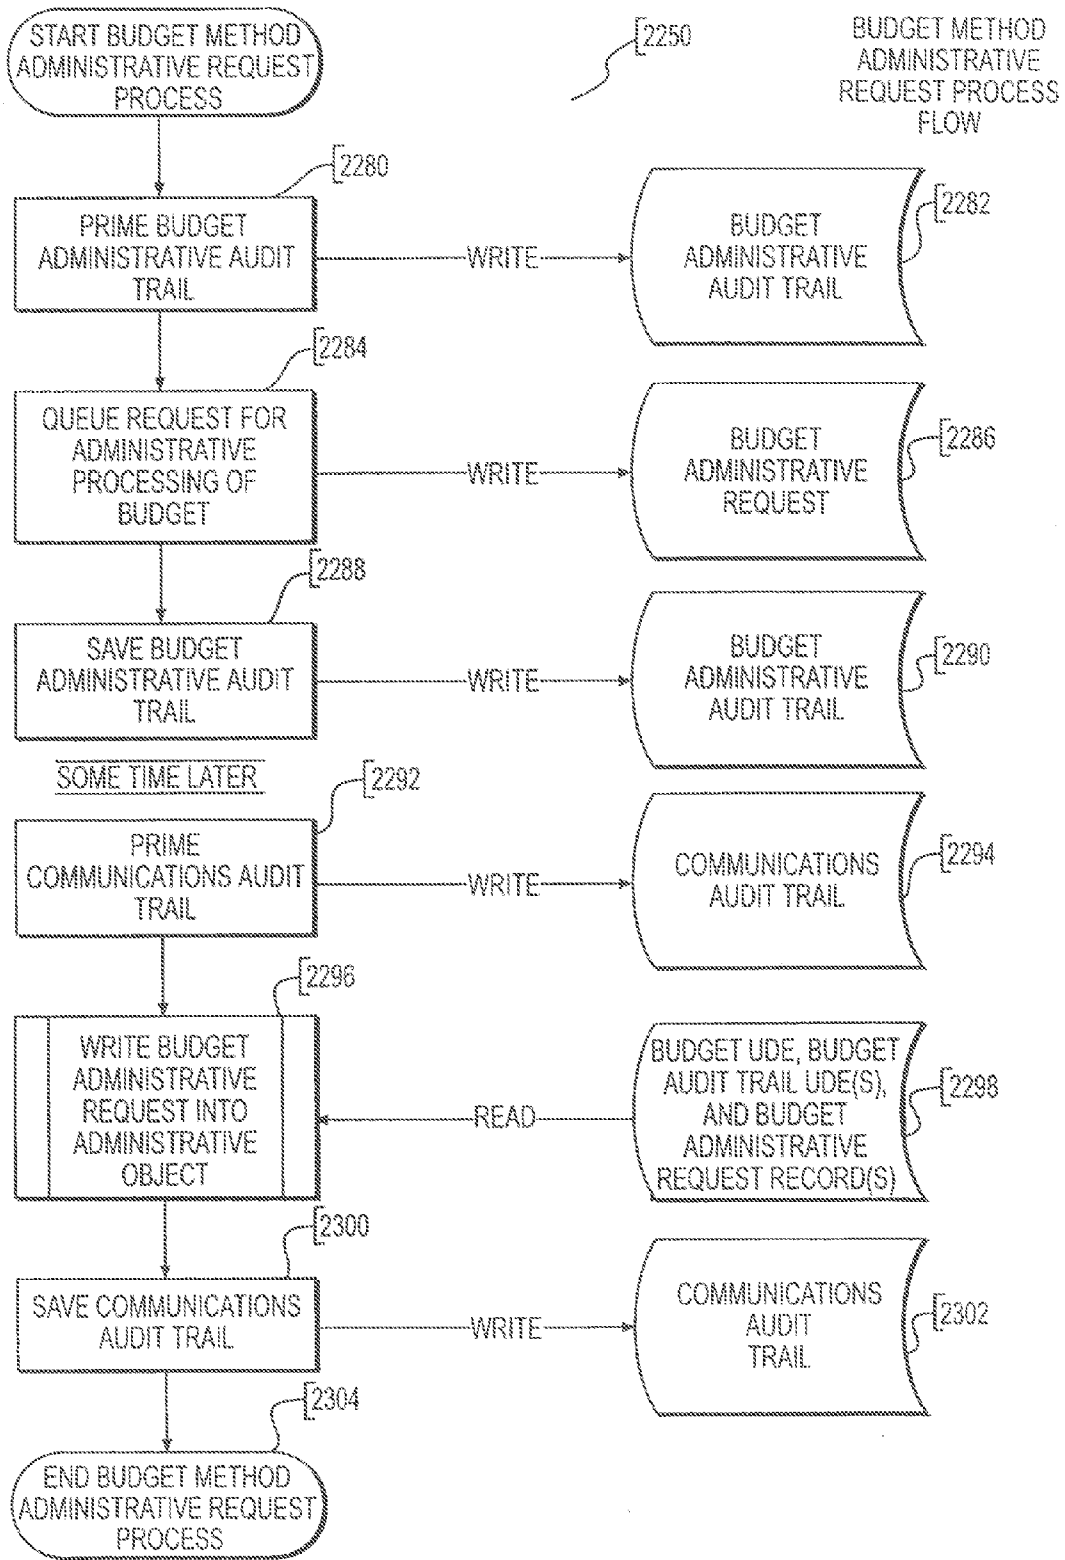 START BUDGET METHOD
ADMINISTRATIVE REQUEST
PROCESS
2250
BUDGET METHOD
ADMINISTRATIVE
REQUEST PROCESS
FLOW
2280
PRIME BUDGET
ADMINISTRATIVE AUDIT
TRAIL
WRITE
BUDGET
ADMINISTRATIVE
AUDIT TRAIL
2282
2284
QUEUE REQUEST FOR
ADMINISTRATIVE
PROCESSING OF
BUDGET
WRITE
BUDGET
ADMINISTRATIVE
REQUEST
2286
2288
SAVE BUDGET
ADMINISTRATIVE AUDIT
TRAIL
WRITE
BUDGET
ADMINISTRATIVE
AUDIT TRAIL
2290
SOME TIME LATER
2292
PRIME
COMMUNICATIONS AUDIT
TRAIL
WRITE
COMMUNICATIONS
AUDIT TRAIL
2294
2296
WRITE BUDGET
ADMINISTRATIVE
REQUEST INTO
ADMINISTRATIVE
OBJECT
READ
BUDGET UDE, BUDGET
AUDIT TRAIL UDE(S),
AND BUDGET
ADMINISTRATIVE
REQUEST RECORD(S)
2298
2300
SAVE COMMUNICATIONS
AUDIT TRAIL
WRITE
COMMUNICATIONS
AUDIT
TRAIL
2302
2304
END BUDGET METHOD
ADMINISTRATIVE REQUEST
PROCESS